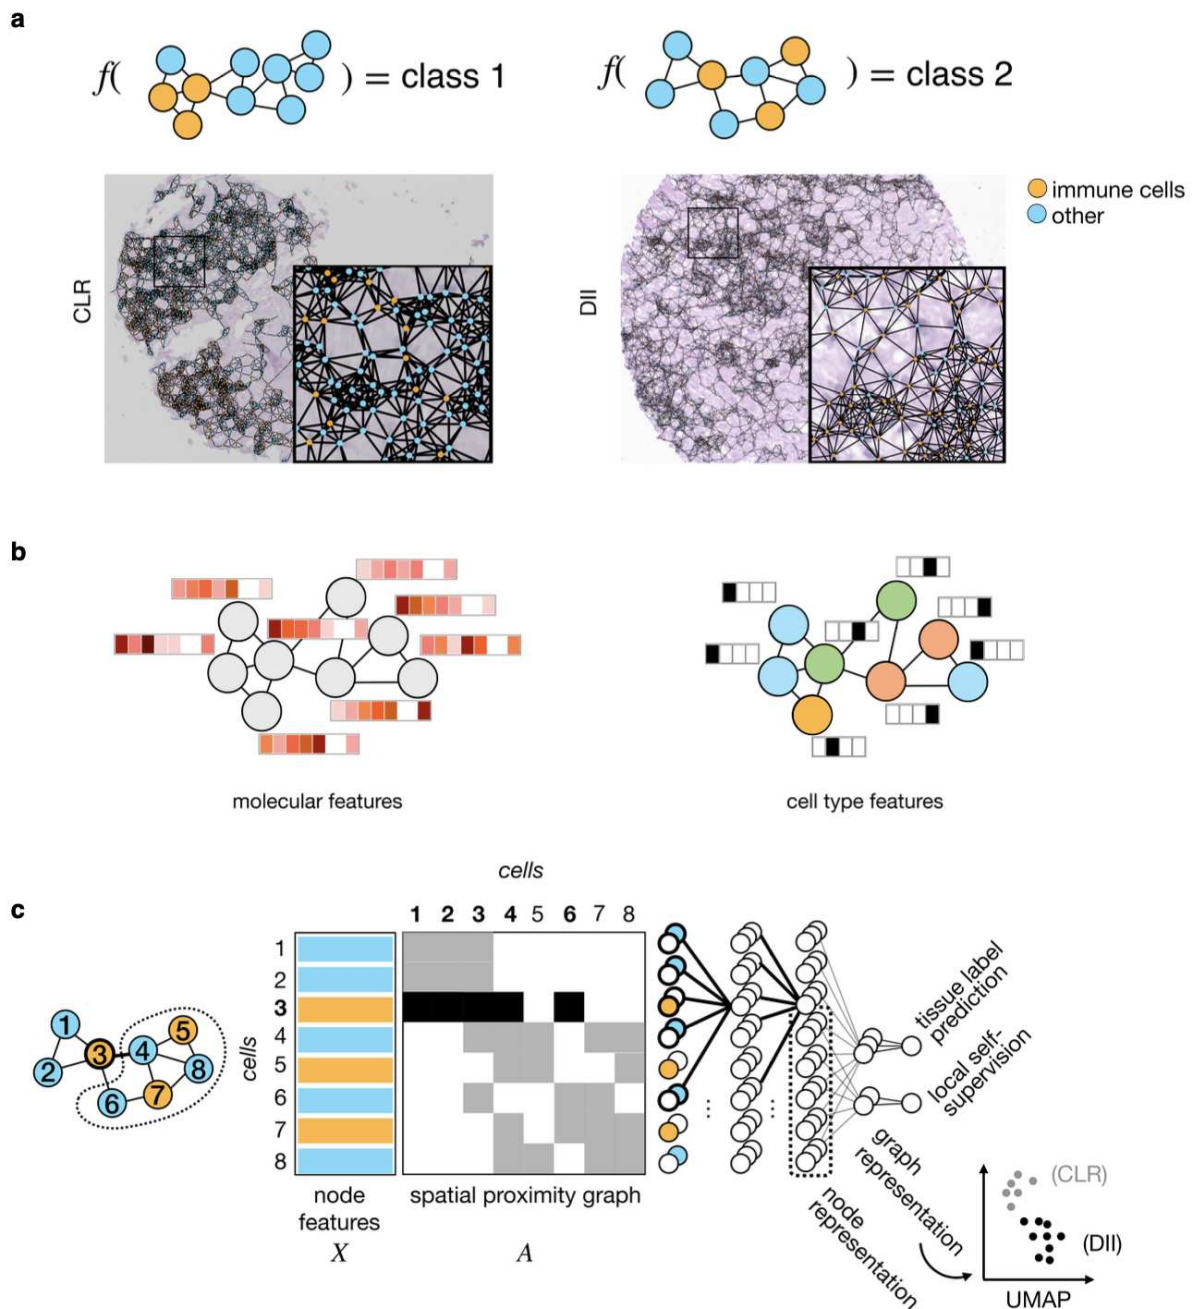 a
f(      ) = class 1
f(      ) = class 2
CLR
DII
immune cells
other
b
molecular features
cell type features
c
cells
1 2 3 4 5 6 7 8
cells
1
2
3
4
5
6
7
8
1
2
3
4
5
6
7
8
node
features
X
spatial proximity graph
A
...
...
tissue label
prediction
local self-
supervision
graph
representation
node
representation
(CLR)
(DII)
UMAP